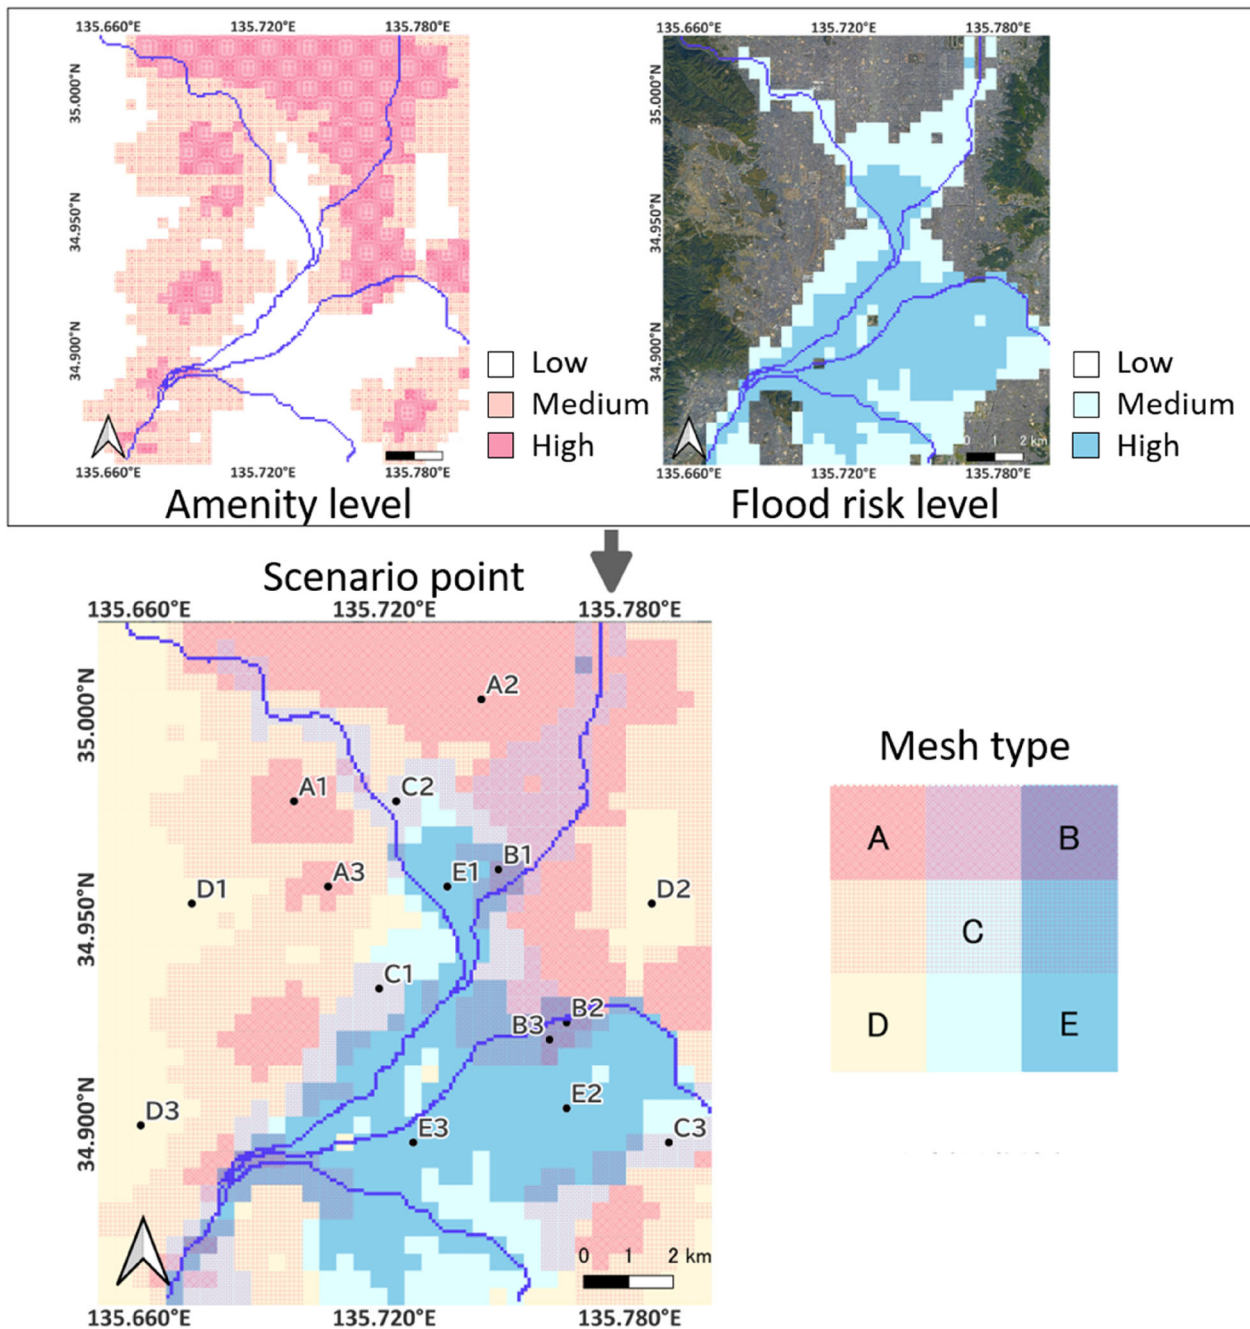 135.660°E 135.720°E 135.780°E
35.000°N
34.950°N
34.900°N
Low
Medium
High
135.660°E 135.720°E 135.780°E
Amenity level
135.660°E 135.720°E 135.780°E
35.000°N
34.950°N
34.900°N
Low
Medium
High
0 1 2 km
135.660°E 135.720°E 135.780°E
Flood risk level
Scenario point
135.660°E 135.720°E 135.780°E
35.000°N
34.950°N
34.900°N
A2
A1
C2
B1
A3
E1
D1
D2
C1
B2
B3
E2
D3
E3
C3
0 1 2 km
135.660°E 135.720°E 135.780°E
Mesh type
A B
C
D E